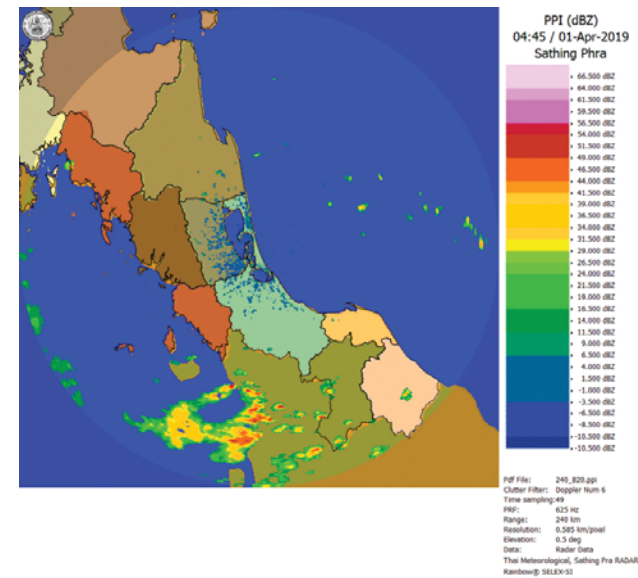 PPI (dBZ)
04:45 / 01-Apr-2019
Sathing Phra
66.500 dBZ
64.000 dBZ
61.500 dBZ
59.500 dBZ
56.500 dBZ
54.000 dBZ
51.500 dBZ
49.000 dBZ
46.500 dBZ
44.000 dBZ
41.500 dBZ
39.000 dBZ
36.500 dBZ
34.000 dBZ
31.500 dBZ
29.000 dBZ
26.500 dBZ
24.000 dBZ
21.500 dBZ
19.000 dBZ
16.500 dBZ
14.000 dBZ
11.500 dBZ
9.000 dBZ
6.500 dBZ
4.000 dBZ
1.500 dBZ
-1.000 dBZ
-3.500 dBZ
-6.500 dBZ
-8.500 dBZ
-10.500 dBZ
-10.500 dBZ
Pdf File: 240_820.ppi
Clutter Filter: Doppler Num 6
Time sampling:49
PRF: 625 Hz
Range: 240 km
Resolution: 0.585 km/pixel
Elevation: 0.5 deg
Data: Radar Data
Thai Meteorological, Sathing Pra RADAR
Rainbow® SELEX-SI